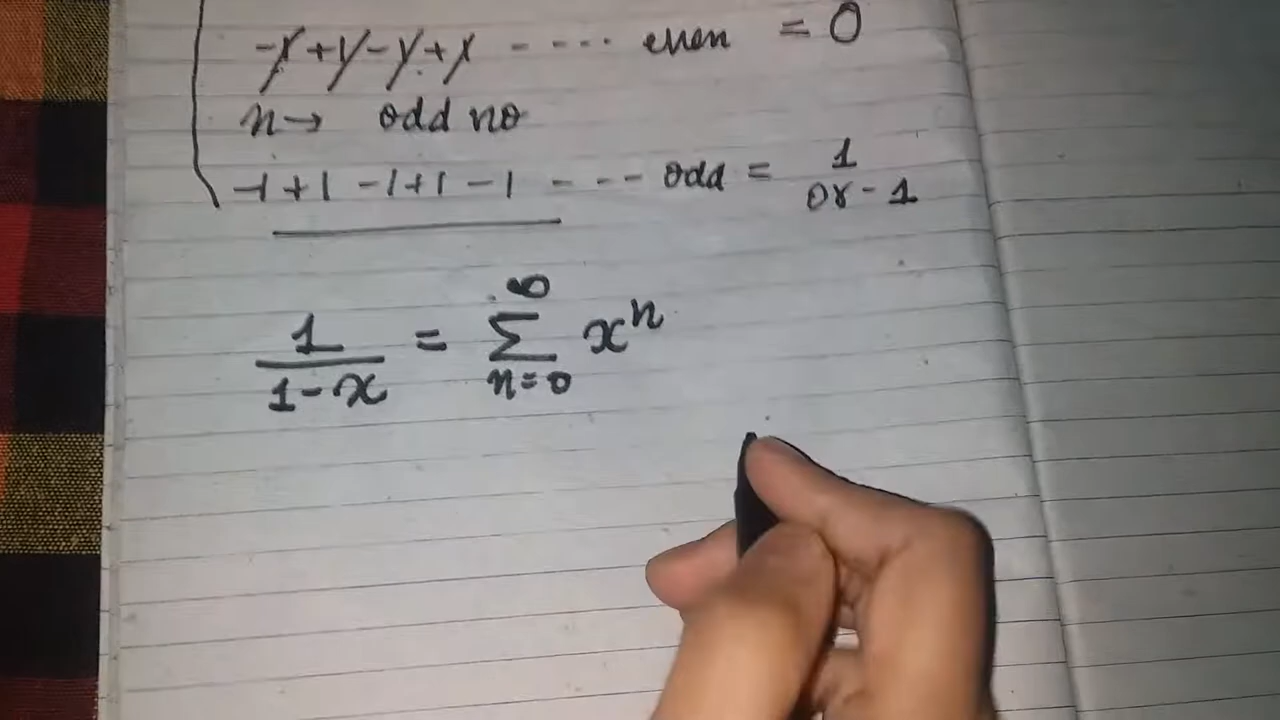 -1+1-1+1 - - - .. even = 0
n→ odd no
-1+1-1+1-1 - - - odd = 1
or - 1
1/(1-x) = ∞∑n=0 xⁿ